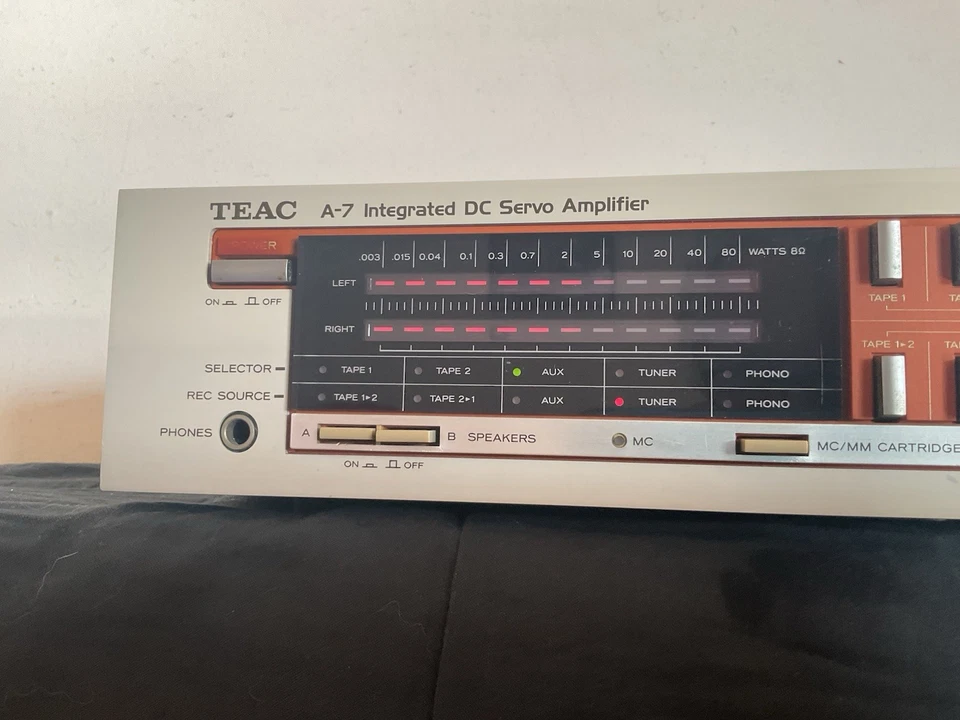 TEAC A-7 Integrated DC Servo Amplifier
POWER
ON OFF
.003 .015 0.04 0.1 0.3 0.7 2 5 10 20 40 80 WATTS 8Ω
LEFT
RIGHT
SELECTOR TAPE 1 TAPE 2 AUX TUNER PHONO
REC SOURCE TAPE 1▸2 TAPE 2▸1 AUX TUNER PHONO
PHONES
A B SPEAKERS MC MC/MM CARTRIDGE
ON OFF
TAPE 1 TA
TAPE 1▸2 TA